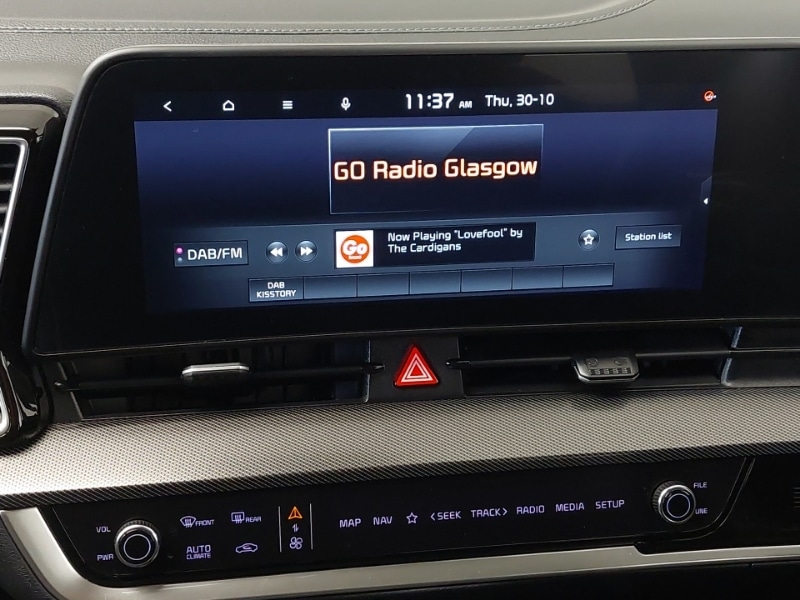 11:37 AM Thu, 30-10
GO Radio Glasgow
DAB/FM
Go
Now Playing "Lovefool" by
The Cardigans
Station list
DAB
KISSTORY
VOL
PWR
FRONT
REAR
AUTO
CLIMATE
MAP NAV <SEEK TRACK> RADIO MEDIA SETUP
FILE